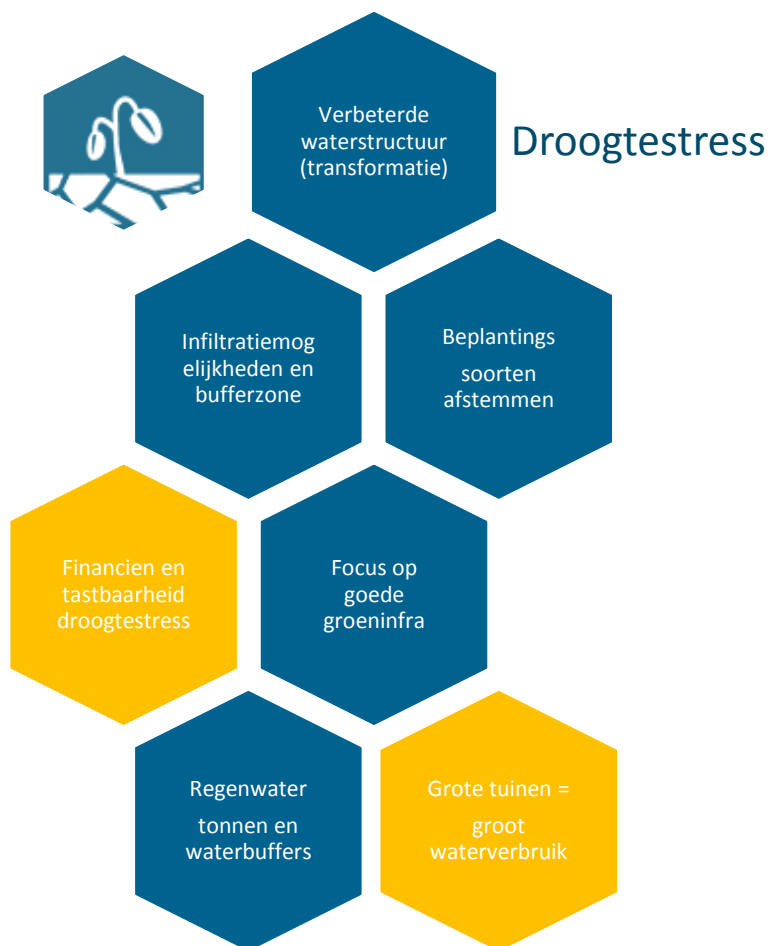 Verbeterde
waterstructuur
(transformatie)
Droogtestress
Infiltratiemog
elijkheden en
bufferzone
Beplantings
soorten
afstemmen
Financien en
tastbaarheid
droogtestress
Focus op
goede
groeninfra
Regenwater
tonnen en
waterbuffers
Grote tuinen =
groot
waterverbruik